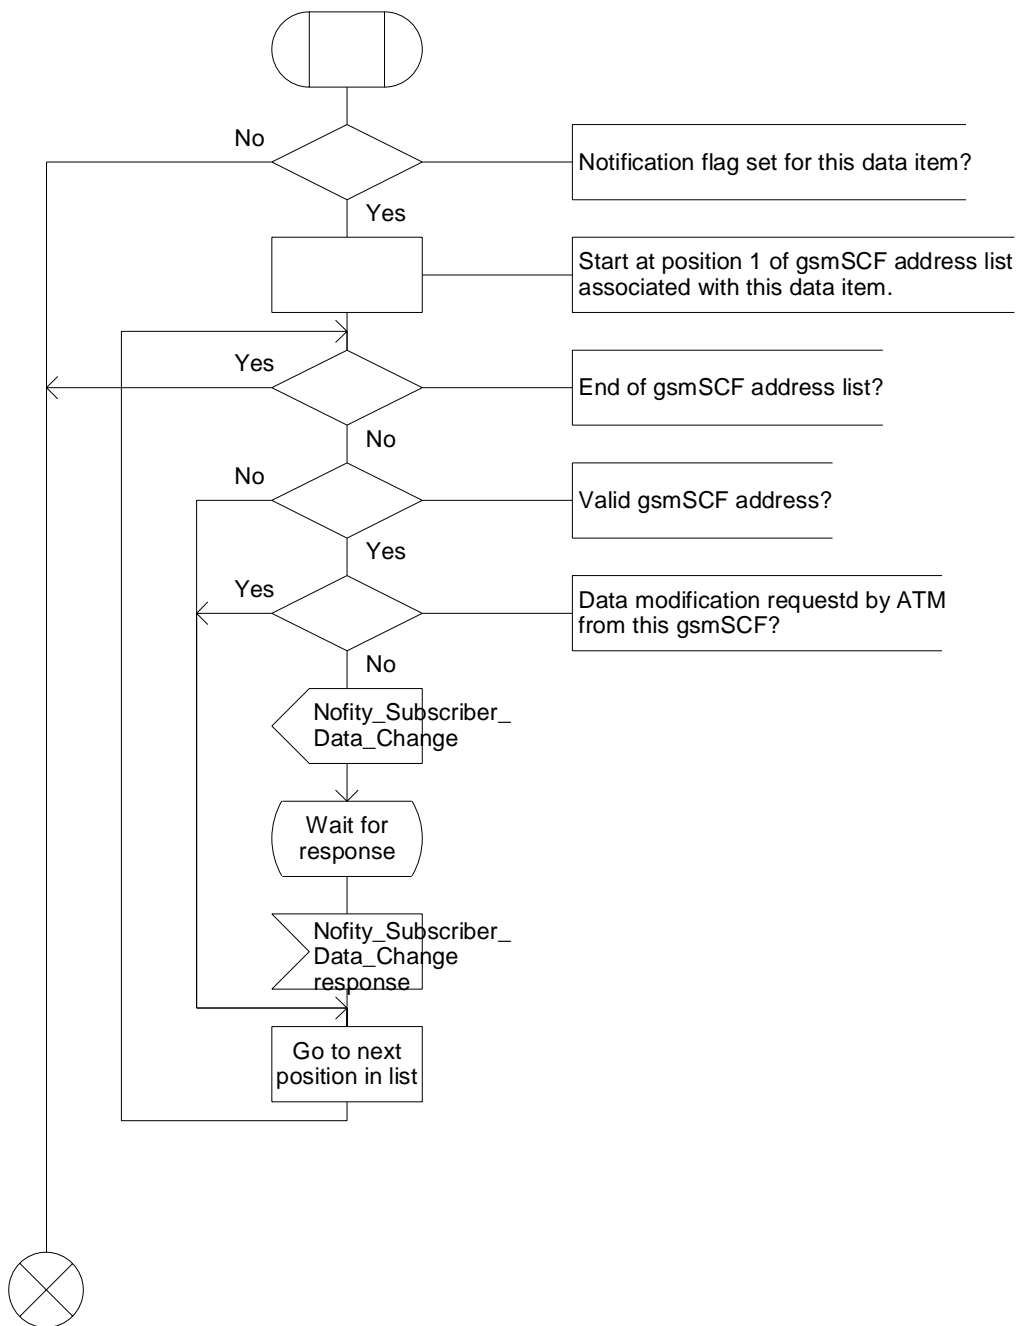 No
Notification flag set for this data item?
Yes
Start at position 1 of gsmSCF address list
associated with this data item.
Yes
End of gsmSCF address list?
No
No
Valid gsmSCF address?
Yes
Yes
Data modification requestd by ATM
from this gsmSCF?
No
Nofity_Subscriber_
Data_Change
Wait for
response
Nofity_Subscriber_
Data_Change
response
Go to next
position in list